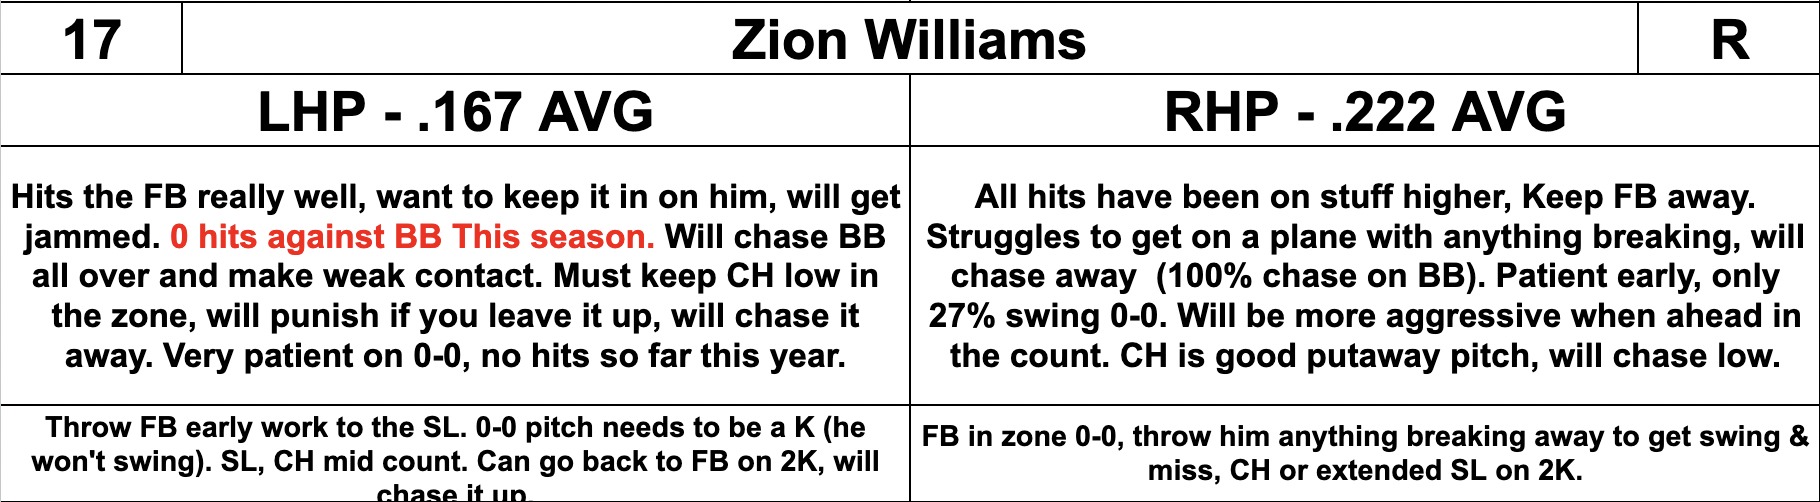 17
Zion Williams
R
LHP - .167 AVG
RHP - .222 AVG
Hits the FB really well, want to keep it in on him, will get
jammed. 0 hits against BB This season. Will chase BB
all over and make weak contact. Must keep CH low in
the zone, will punish if you leave it up, will chase it
away. Very patient on 0-0, no hits so far this year.
All hits have been on stuff higher, Keep FB away.
Struggles to get on a plane with anything breaking, will
chase away  (100% chase on BB). Patient early, only
27% swing 0-0. Will be more aggressive when ahead in
the count. CH is good putaway pitch, will chase low.
Throw FB early work to the SL. 0-0 pitch needs to be a K (he
won't swing). SL, CH mid count. Can go back to FB on 2K, will
chase it up.
FB in zone 0-0, throw him anything breaking away to get swing &
miss, CH or extended SL on 2K.